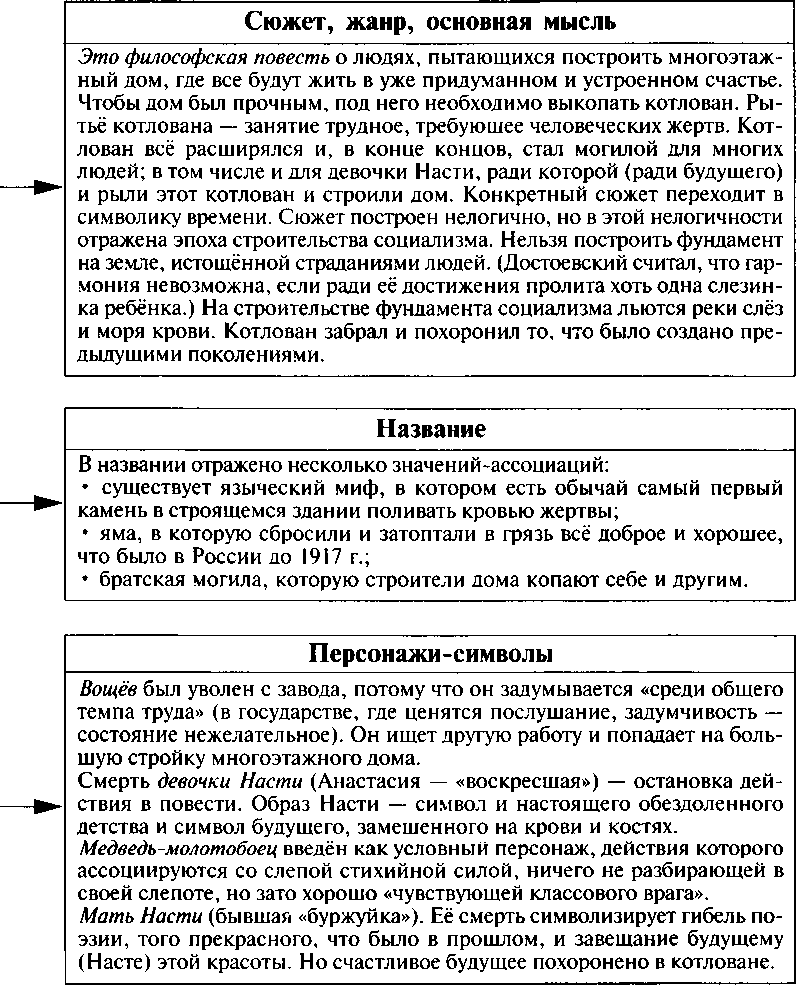 Сюжет, жанр, основная мысль
Это философская повесть о людях, пытающихся построить многоэтаж-
ный дом, где все будут жить в уже придуманном и устроенном счастье.
Чтобы дом был прочным, под него необходимо выкопать котлован. Ры-
тьё котлована — занятие трудное, требующее человеческих жертв. Кот-
лован всё расширялся и, в конце концов, стал могилой для многих
людей; в том числе и для девочки Насти, ради которой (ради будущего)
и рыли этот котлован и строили дом. Конкретный сюжет переходит в
символику времени. Сюжет построен нелогично, но в этой нелогичности
отражена эпоха строительства социализма. Нельзя построить фундамент
на земле, истощённой страданиями людей. (Достоевский считал, что гар-
мония невозможна, если ради её достижения пролита хоть одна слезин-
ка ребёнка.) На строительстве фундамента социализма льются реки слёз
и моря крови. Котлован забрал и похоронил то, что было создано пре-
дыдущими поколениями.
Название
В названии отражено несколько значений-ассоциаций:
• существует языческий миф, в котором есть обычай самый первый
камень в строящемся здании поливать кровью жертвы;
• яма, в которую сбросили и затоптали в грязь всё доброе и хорошее,
что было в России до 1917 г.;
• братская могила, которую строители дома копают себе и другим.
Персонажи-символы
Вощёв был уволен с завода, потому что он задумывается «среди общего
темпа труда» (в государстве, где ценятся послушание, задумчивость —
состояние нежелательное). Он ищет другую работу и попадает на боль-
шую стройку многоэтажного дома.
Смерть девочки Насти (Анастасия — «воскресшая») — остановка дей-
ствия в повести. Образ Насти — символ и настоящего обездоленного
детства и символ будущего, замешенного на крови и костях.
Медведь-молотобоец введён как условный персонаж, действия которого
ассоциируются со слепой стихийной силой, ничего не разбирающей в
своей слепоте, но зато хорошо «чувствующей классового врага».
Мать Насти (бывшая «буржуйка»). Её смерть символизирует гибель по-
эзии, того прекрасного, что было в прошлом, и завещание будущему
(Насте) этой красоты. Но счастливое будущее похоронено в котловане.